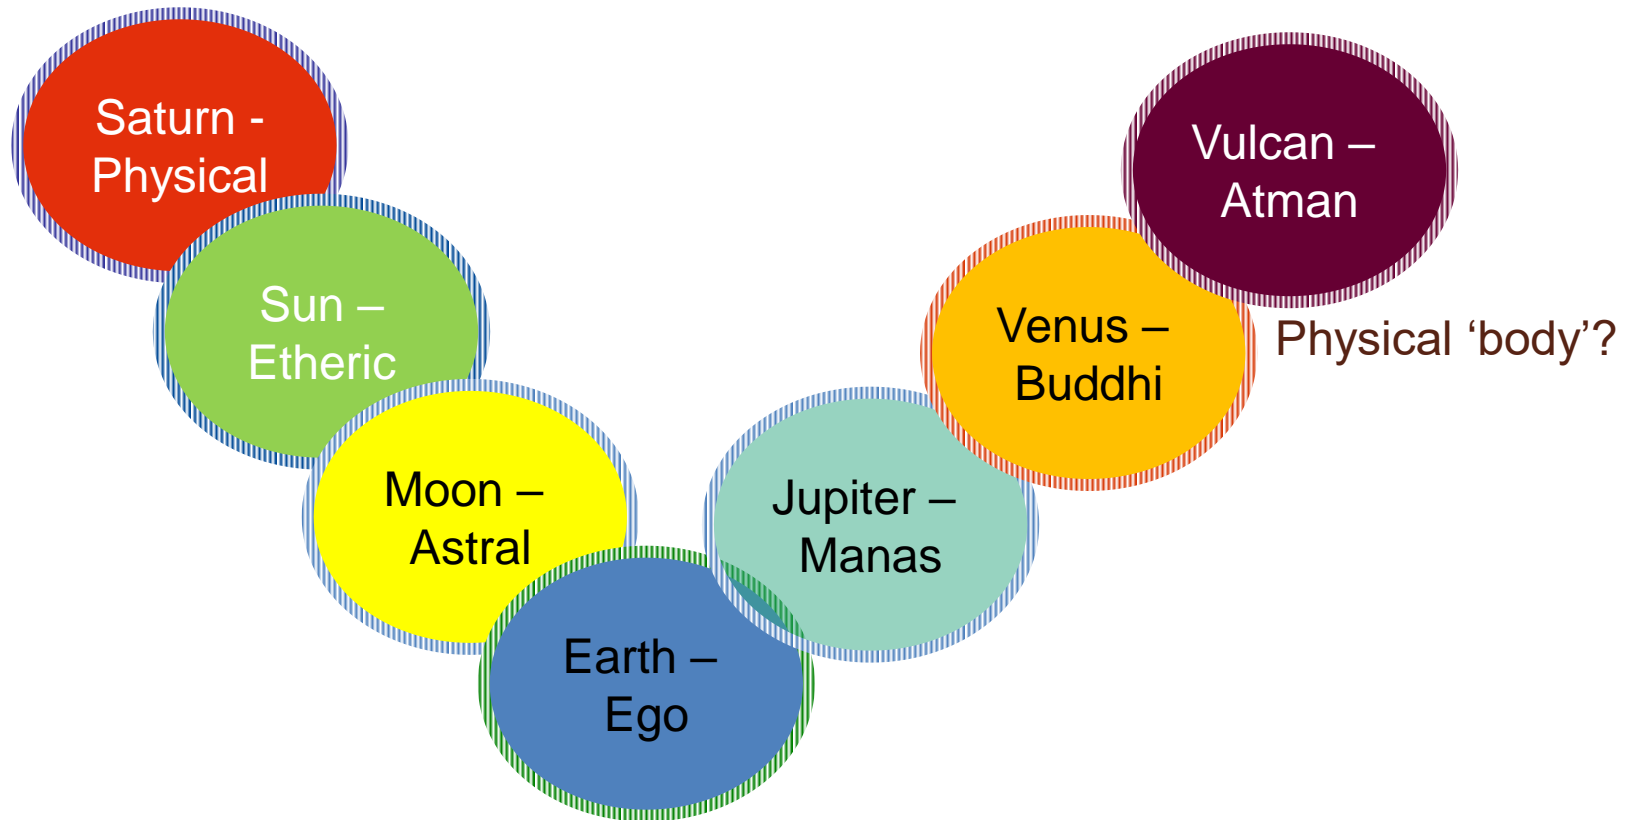 Saturn -
Physical
Sun –
Etheric
Moon –
Astral
Earth –
Ego
Jupiter –
Manas
Venus –
Buddhi
Vulcan –
Atman
Physical ‘body’?